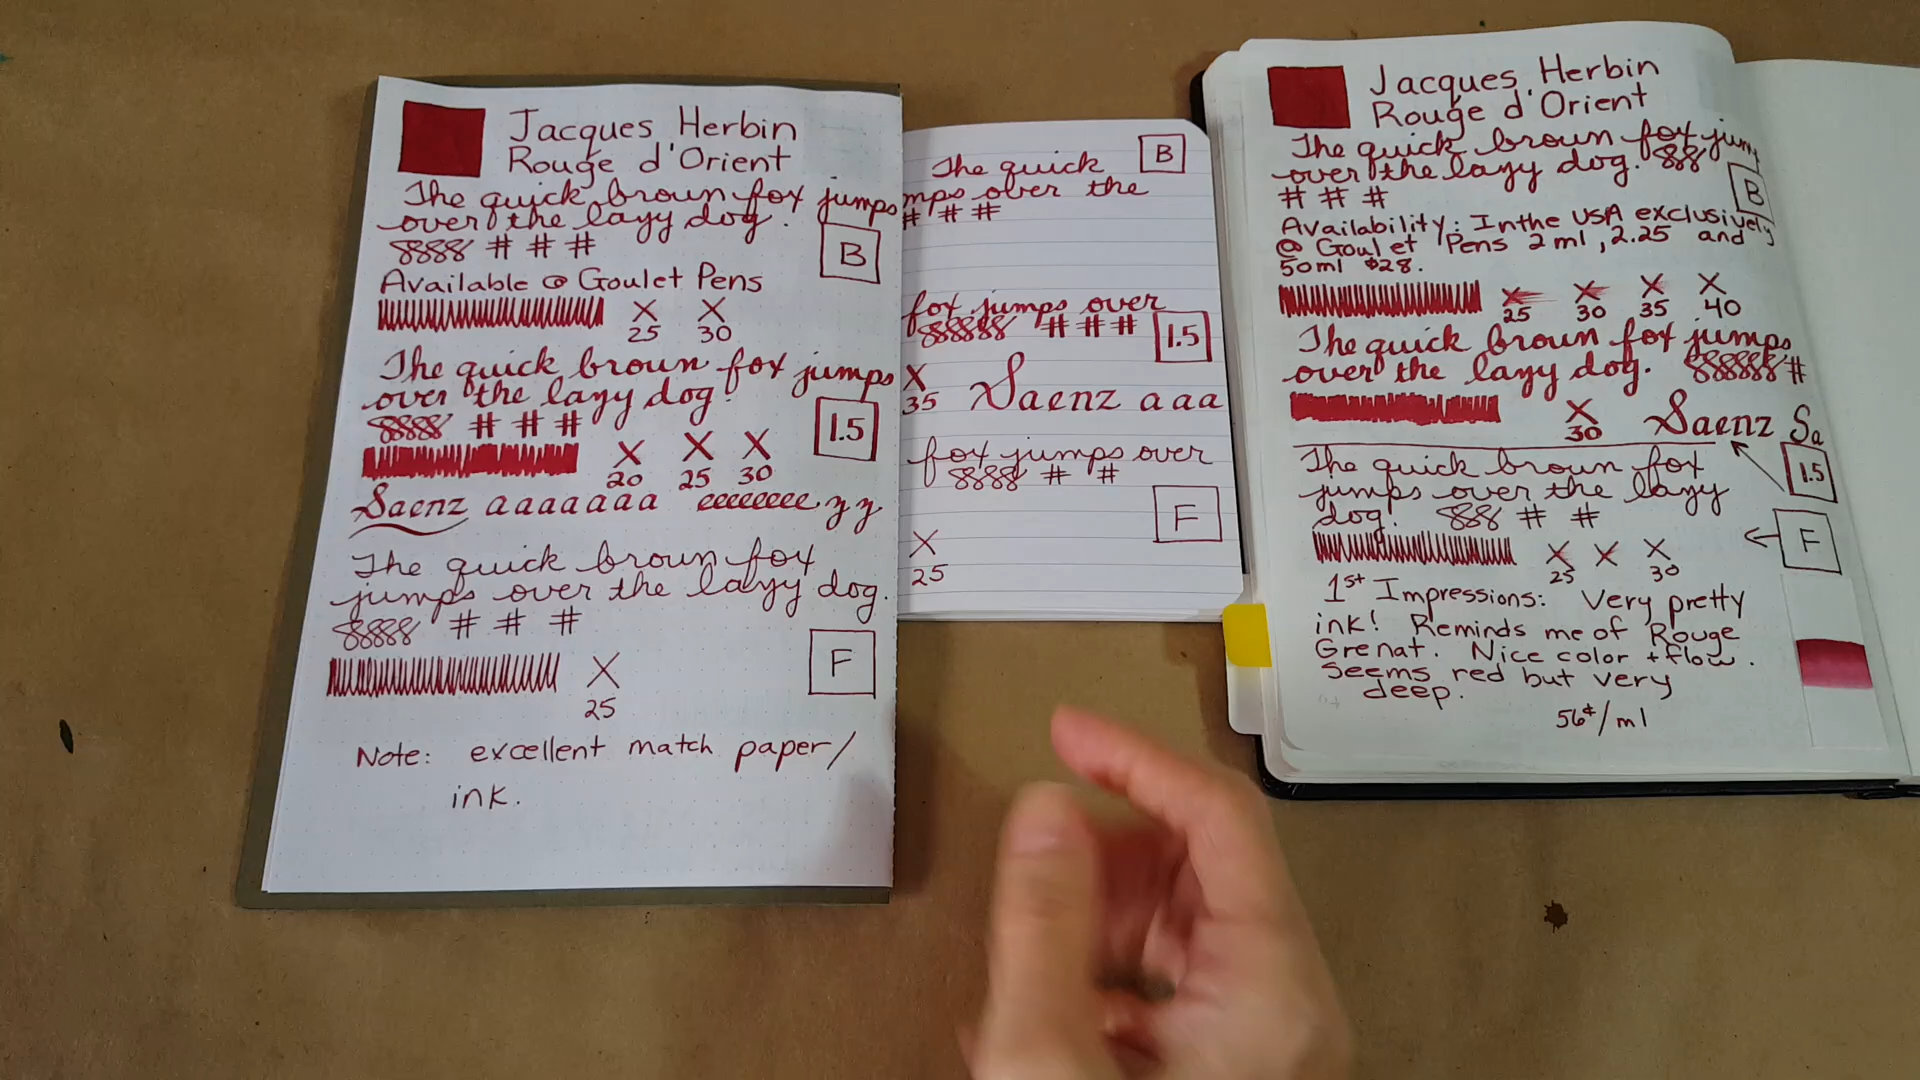 Jacques Herbin
Rouge d'Orient
The quick brown fox jumps
over the lazy dog.
8888 # # #
B
Available @ Goulet Pens
X X
25 30
The quick brown fox jumps
over the lazy dog.
8888 # # #
1.5
X X X
20 25 30
Saenz aaaaaaa eeeeeeee zz
The quick brown fox
jumps over the lazy dog.
8888 # # #
F
X
25
Note: excellent match paper/
ink.
The quick
B
mps over the
# # #
fox jumps over
888888 # # #
1.5
X
35
Saenz aaa
fox jumps over
8888 # #
F
X
25
Jacques Herbin
Rouge d'Orient
The quick brown fox jump
over the lazy dog. 888
# # #
B
Availability: In the USA exclusively
@ Goulet Pens 2ml, 2.25 and
50ml $28.
X X X X
25 30 35 40
The quick brown fox jumps
over the lazy dog. 888888 #
X
30
Saenz Sa
1.5
The quick brown fox
jumps over the lazy
dog. 888 # #
F
X X X
25 30
1st Impressions: Very pretty
ink! Reminds me of Rouge
Grenat. Nice color + flow.
Seems red but very
deep.
56¢/ml